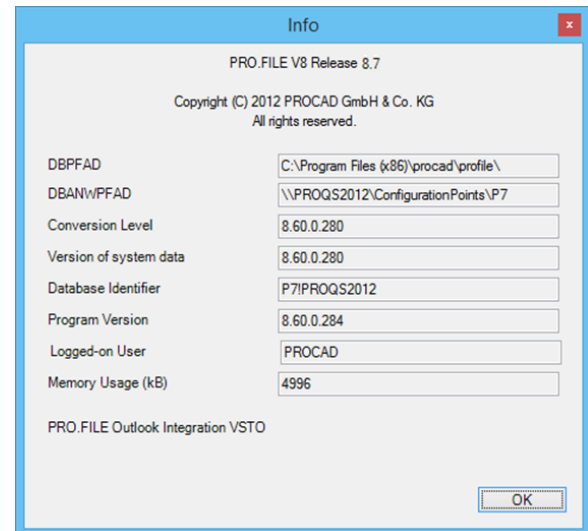 Info
x
PRO.FILE V8 Release 8.7
Copyright (C) 2012 PROCAD GmbH & Co. KG
All rights reserved.
DBPFAD C:\Program Files (x86)\procad\profile\
DBANWPFAD \\PROQS2012\ConfigurationPoints\P7
Conversion Level 8.60.0.280
Version of system data 8.60.0.280
Database Identifier P7!PROQS2012
Program Version 8.60.0.284
Logged-on User PROCAD
Memory Usage (kB) 4996
PRO.FILE Outlook Integration VSTO
OK